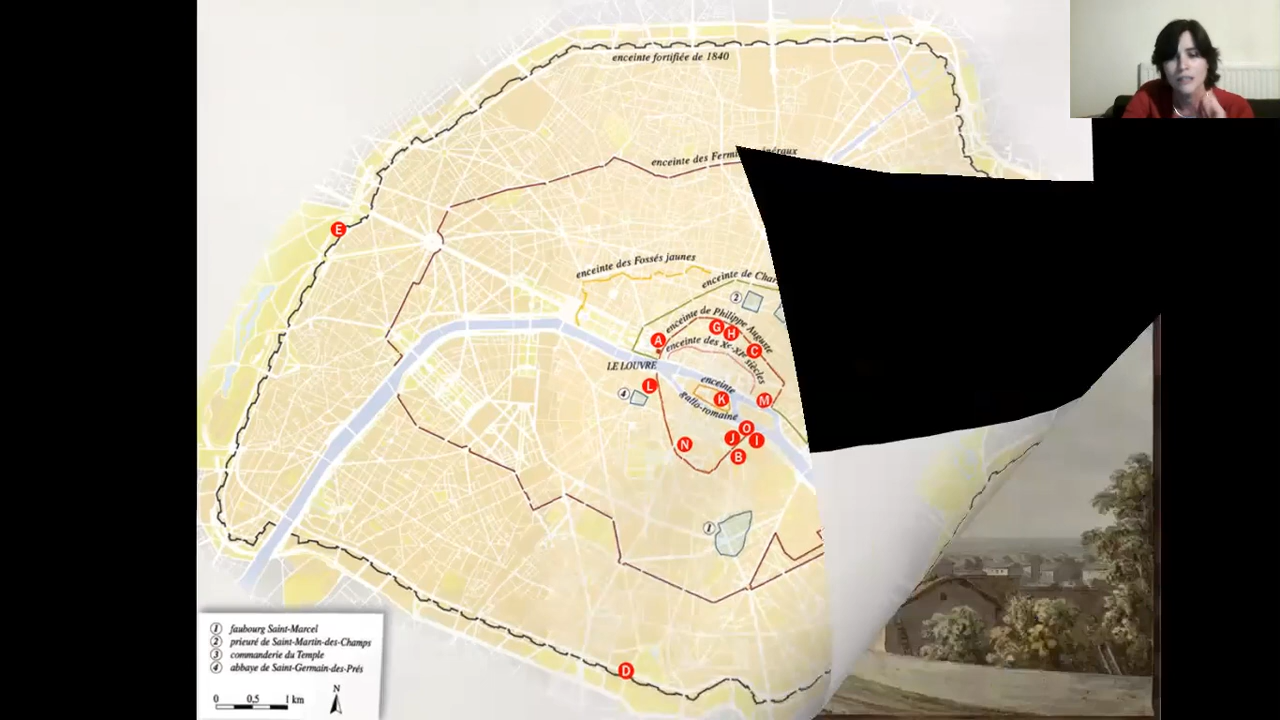 enceinte fortifiée de 1840
enceinte des Fermiers généraux
E
enceinte des Fossés jaunes
enceinte de Char
2
enceinte de Philippe Auguste
G
H
A
C
enceinte des Xe-XIe siècles
LE LOUVRE
L
4
enceinte
K
M
gallo-romaine
O
J
I
N
B
1
D
1 faubourg Saint-Marcel
2 prieuré de Saint-Martin-des-Champs
3 commanderie du Temple
4 abbaye de Saint-Germain-des-Prés
0 0,5 1 km
N